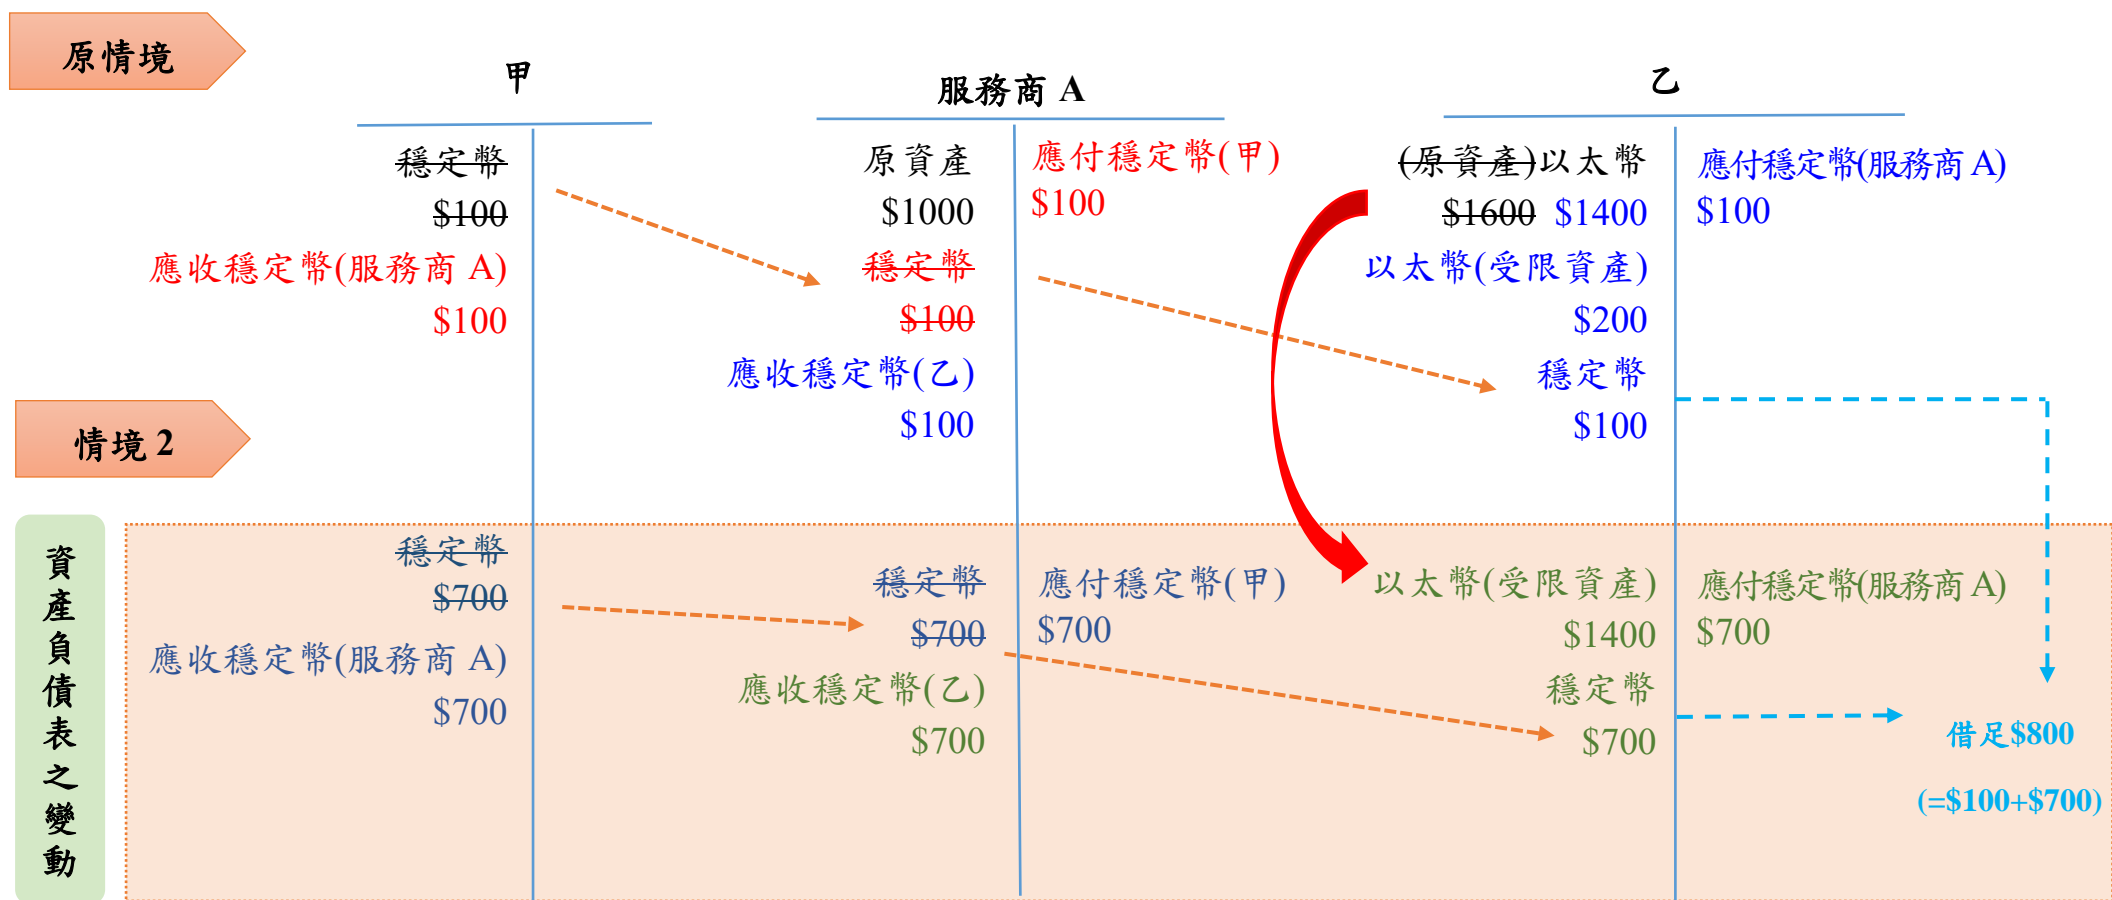 原情境
甲
服務商 A
乙
穩定幣
$100
應收穩定幣(服務商 A)
$100
原資產
$1000
穩定幣
$100
應收穩定幣(乙)
$100
應付穩定幣(甲)
$100
(原資產)以太幣
$1600 $1400
以太幣(受限資產)
$200
穩定幣
$100
應付穩定幣(服務商 A)
$100
情境 2
資產負債表之變動
穩定幣
$700
應收穩定幣(服務商 A)
$700
穩定幣
$700
應收穩定幣(乙)
$700
應付穩定幣(甲)
$700
以太幣(受限資產)
$1400
穩定幣
$700
應付穩定幣(服務商 A)
$700
借足$800
(=$100+$700)